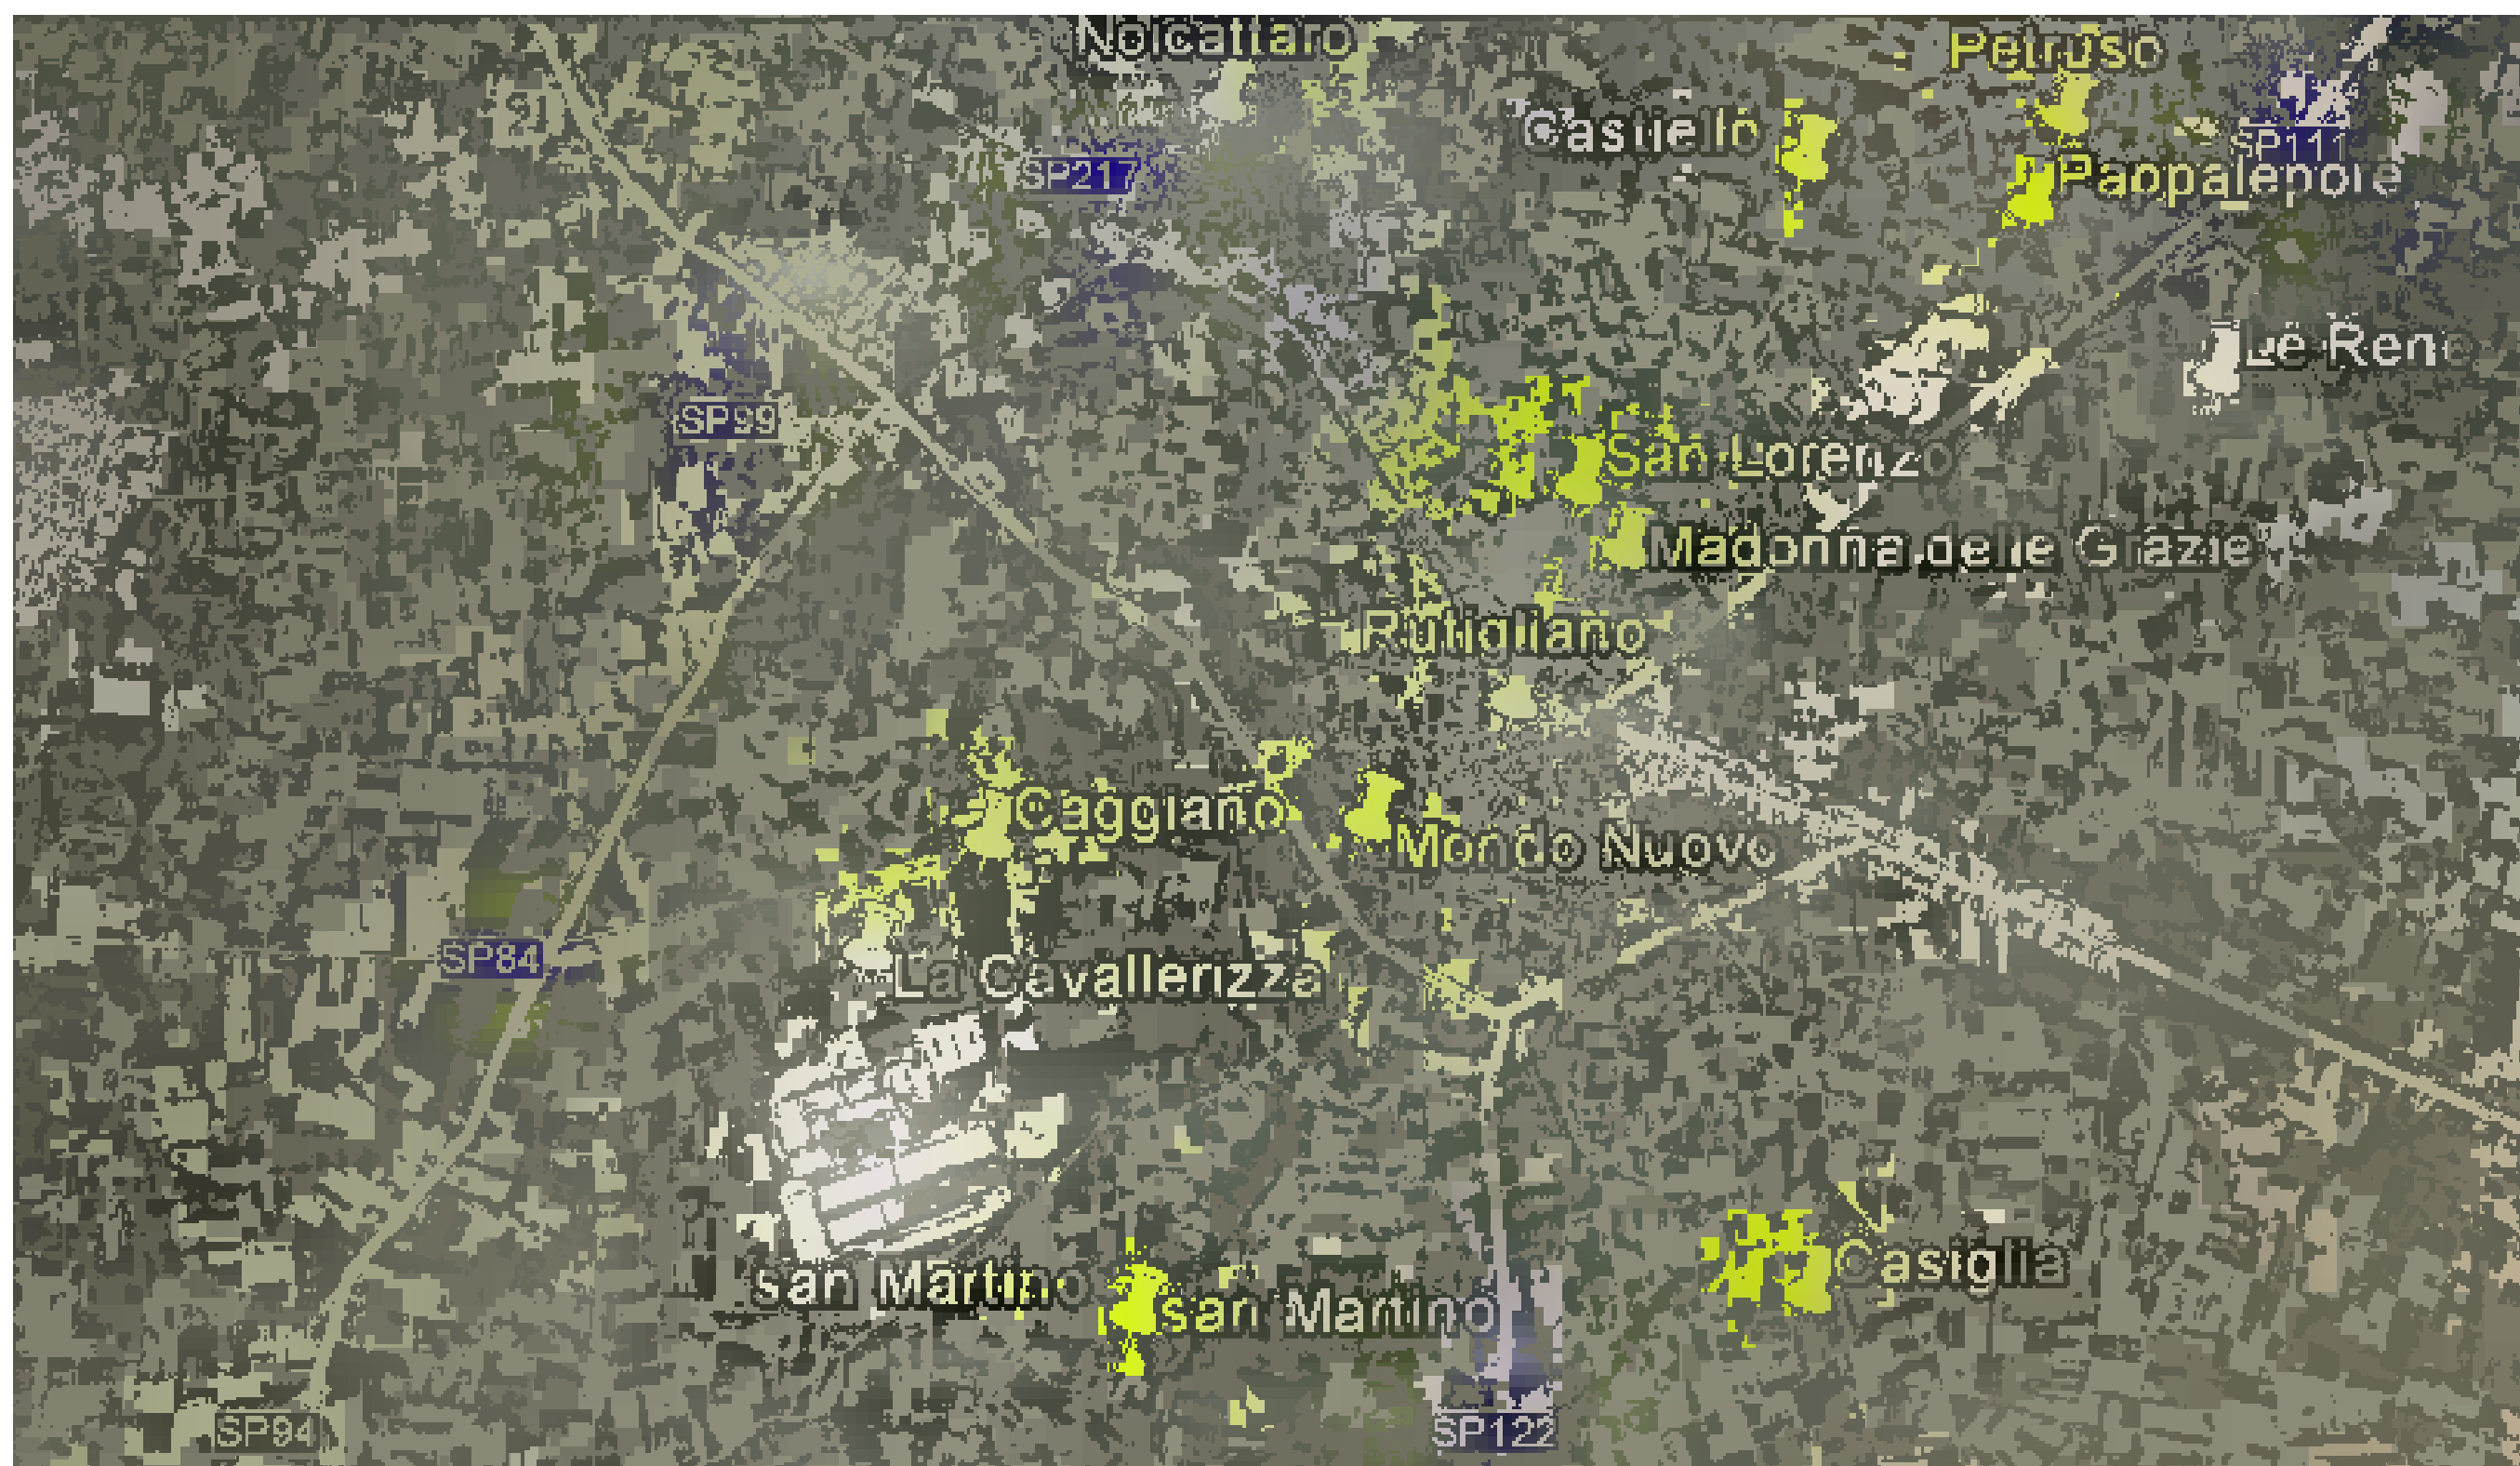 Noicattaro
Petruso
Castiello
SP111
SP217
Paopalepore
Le Rene
SP99
San Lorenzo
Madonna delle Grazie
Rutigliano
Caggiano
Mondo Nuovo
SP84
La Cavallerizza
Casiglia
san Martino
san Martino
SP94
SP122